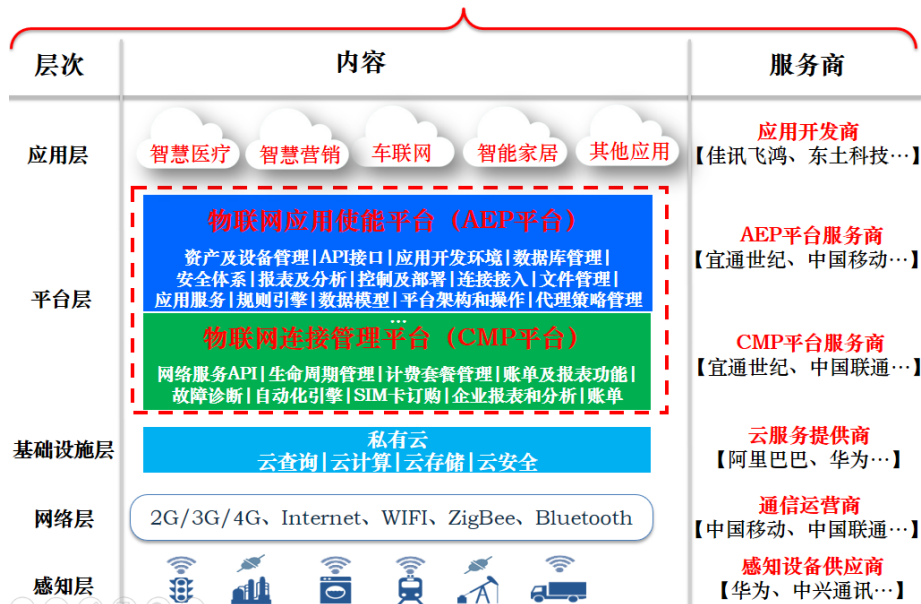 层次
内容
服务商
应用层
智慧医疗
智慧营销
车联网
智能家居
其他应用
应用开发商
【佳讯飞鸿、东土科技…】
平台层
物联网应用使能平台（AEP平台）
资产及设备管理|API接口|应用开发环境|数据库管理|
安全体系|报表及分析|控制及部署|连接接入|文件管理|
应用服务|规则引擎|数据模型|平台架构和操作|代理策略管理
…
AEP平台服务商
【宜通世纪、中国移动…】
物联网连接管理平台（CMP平台）
网络服务API|生命周期管理|计费套餐管理|账单及报表功能|
故障诊断|自动化引擎|SIM卡订购|企业报表和分析|账单
CMP平台服务商
【宜通世纪、中国联通…】
基础设施层
私有云
云查询|云计算|云存储|云安全
云服务提供商
【阿里巴巴、华为…】
网络层
2G/3G/4G、Internet、WIFI、ZigBee、Bluetooth
通信运营商
【中国移动、中国联通…】
感知层
感知设备供应商
【华为、中兴通讯…】